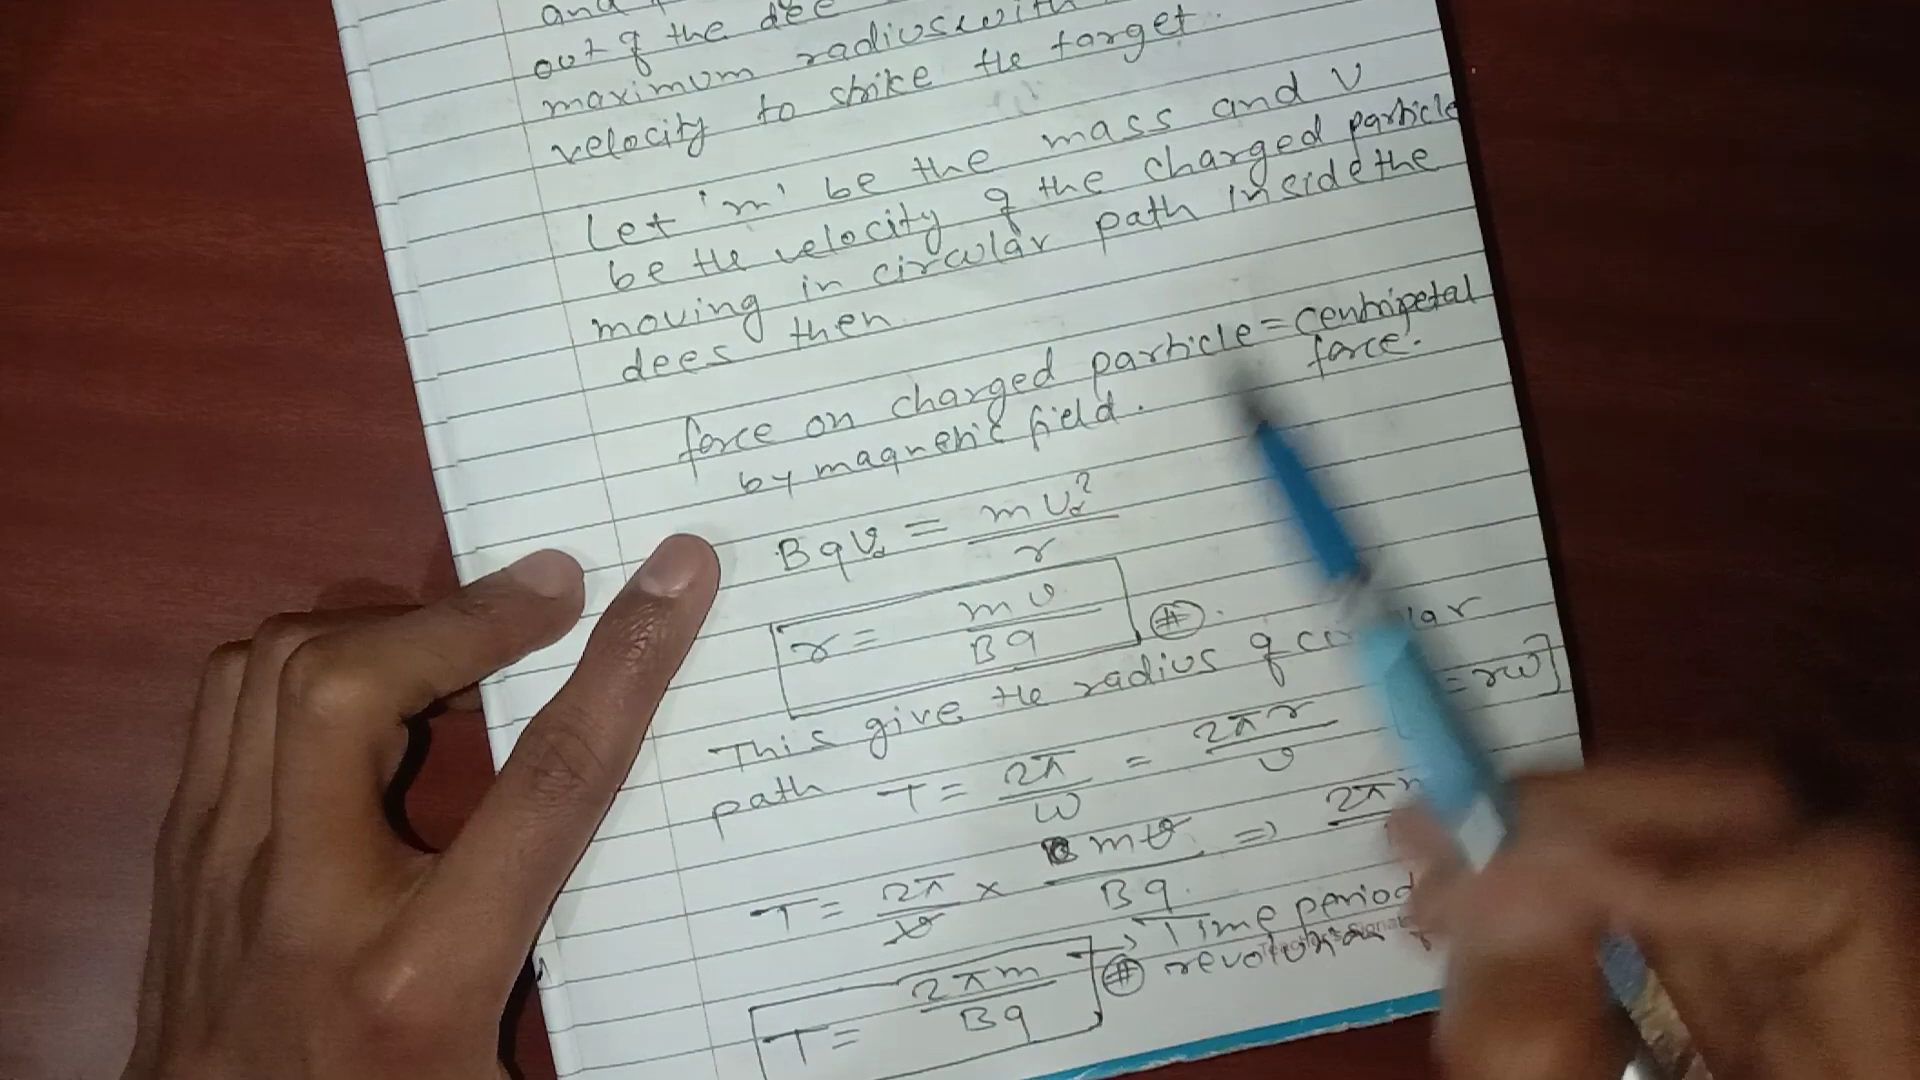 out of the dee
maximum radius with
velocity to strike the target.
Let 'm' be the mass and v
be the velocity of the charged particle
moving in circular path inside the
dees then
force on charged particle = centripetal
by magnetic field. force.
Bqv = mv²/r
r = mv/Bq #.
This give the radius of
path T = 2π/ω = 2πr/v = rω]
T = 2π/v × mv/Bq ⇒
T = 2πm/Bq # → Time period
revolution